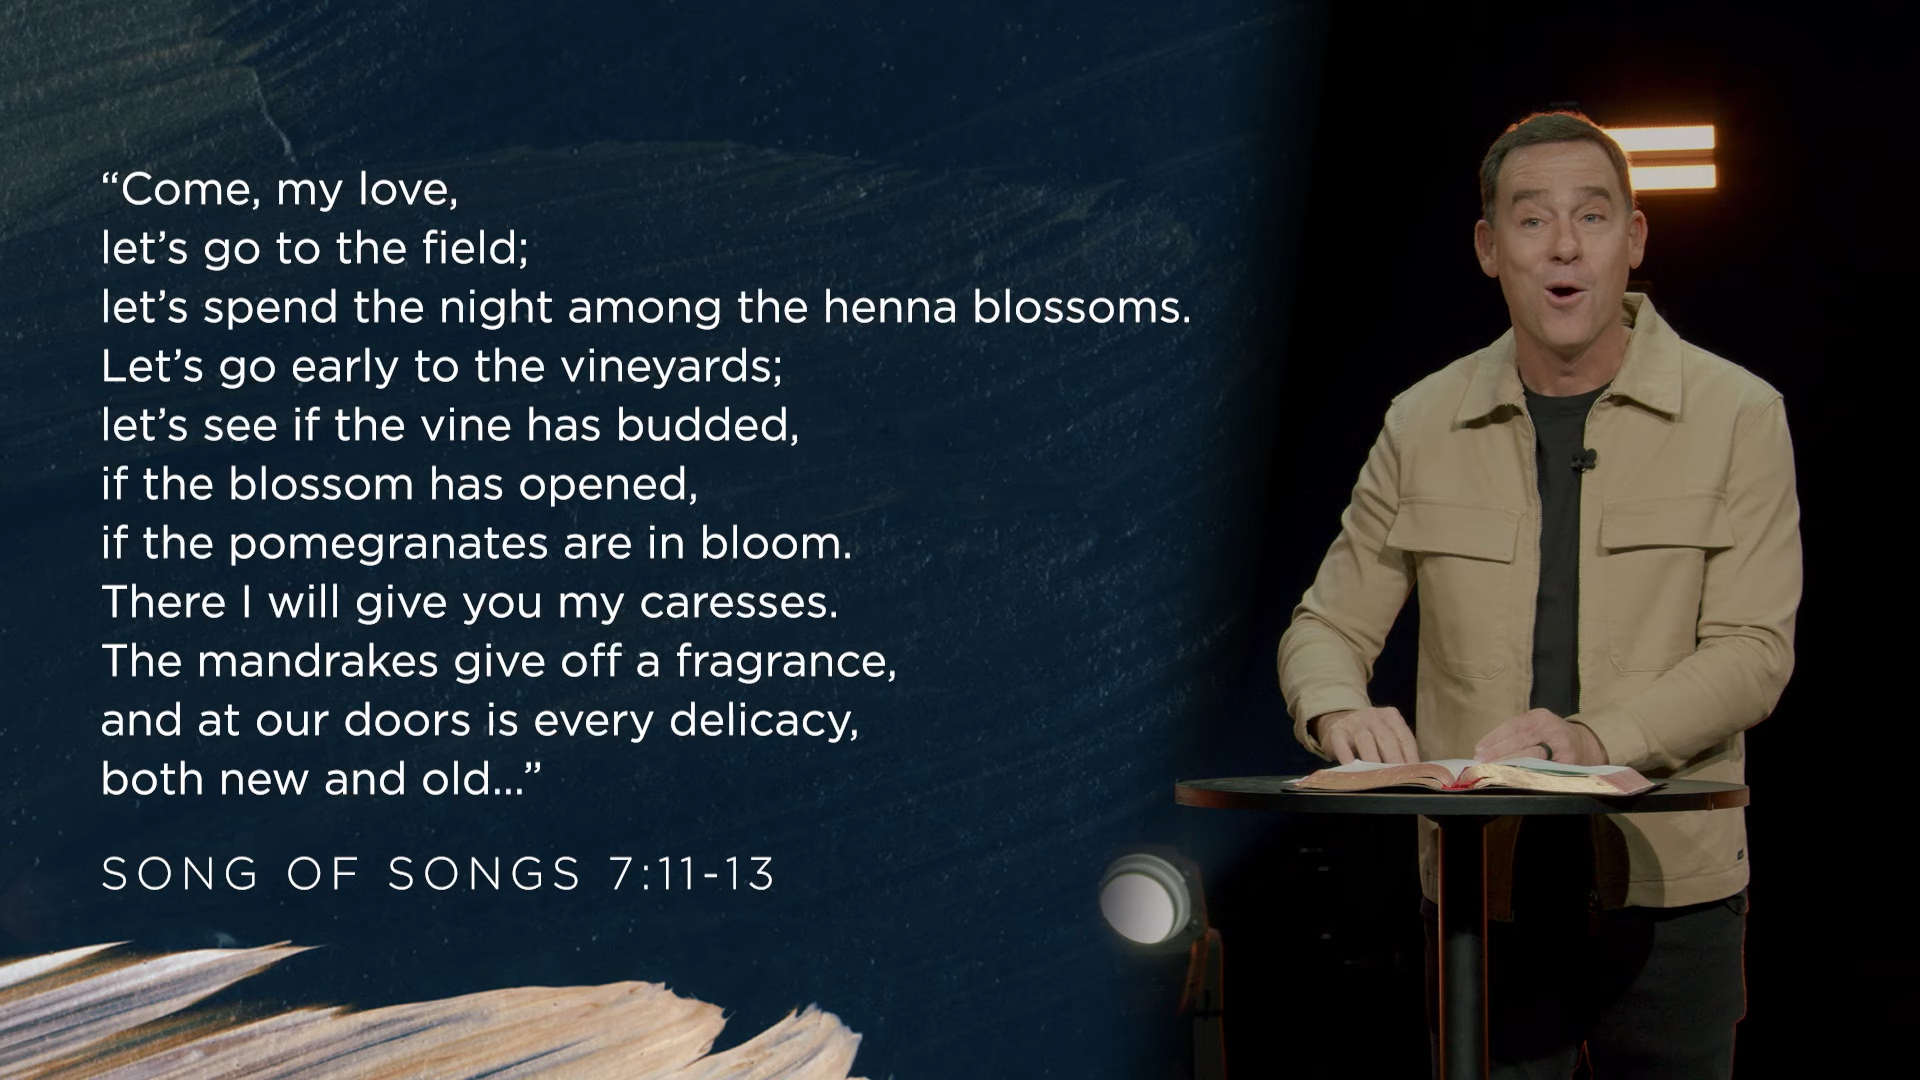 “Come, my love,
let’s go to the field;
let’s spend the night among the henna blossoms.
Let’s go early to the vineyards;
let’s see if the vine has budded,
if the blossom has opened,
if the pomegranates are in bloom.
There I will give you my caresses.
The mandrakes give off a fragrance,
and at our doors is every delicacy,
both new and old...”
SONG OF SONGS 7:11-13